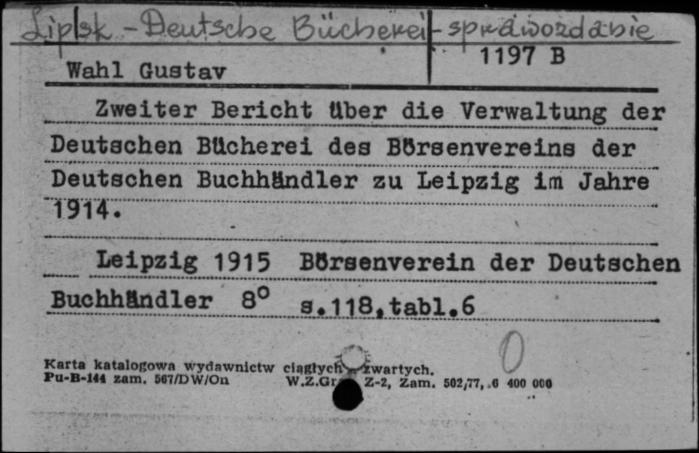 Lipsk - Deutsche Bücherei - sprawozdanie
1197 B
Wahl Gustav
Zweiter Bericht über die Verwaltung der
Deutschen Bücherei des Börsenvereins der
Deutschen Buchhändler zu Leipzig im Jahre
1914.
Leipzig 1915 Börsenverein der Deutschen
Buchhändler 8° s.118,tabl.6
0
Karta katalogowa wydawnictw ciągłych zwartych.
Pu-B-144 zam. 567/DW/On W.Z.Gr Z-2, Zam. 502/77, .6 400 000